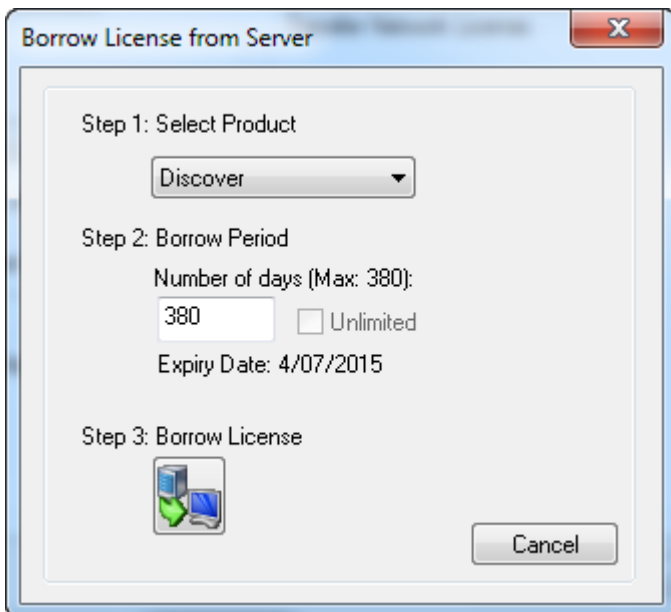 Borrow License from Server
Step 1: Select Product
Discover
Step 2: Borrow Period
Number of days (Max: 380):
380
Unlimited
Expiry Date: 4/07/2015
Step 3: Borrow License
Cancel